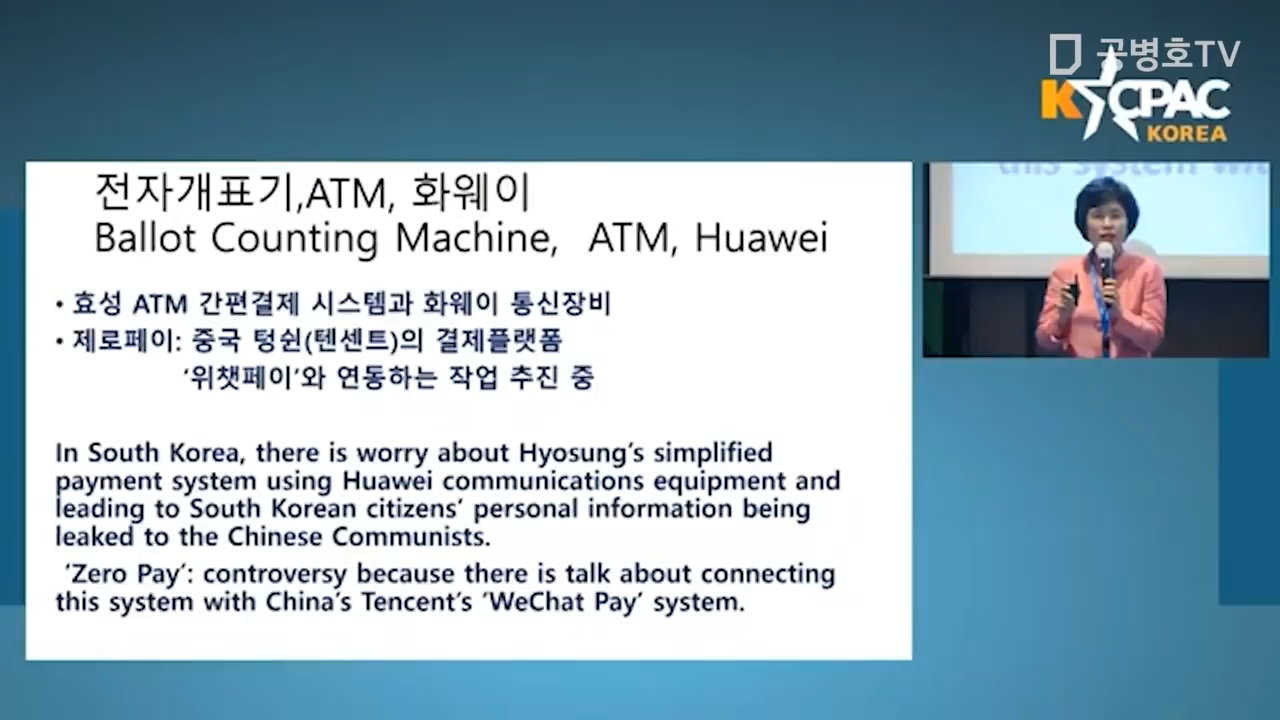 공병호TV
KCPAC
KOREA
전자개표기,ATM, 화웨이
Ballot Counting Machine,  ATM, Huawei
• 효성 ATM 간편결제 시스템과 화웨이 통신장비
• 제로페이: 중국 텅쉰(텐센트)의 결제플랫폼
‘위챗페이’와 연동하는 작업 추진 중
In South Korea, there is worry about Hyosung’s simplified
payment system using Huawei communications equipment and
leading to South Korean citizens’ personal information being
leaked to the Chinese Communists.
‘Zero Pay’: controversy because there is talk about connecting
this system with China’s Tencent’s ‘WeChat Pay’ system.
this system wit